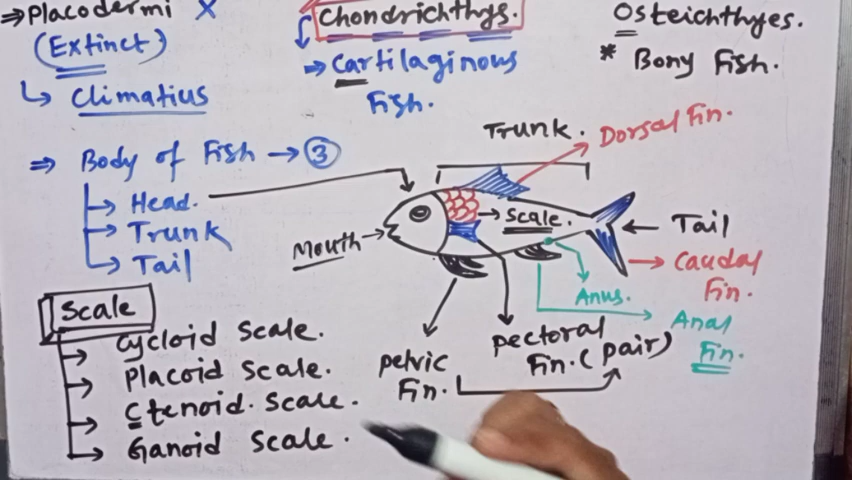 ⇒ Placodermi X
(Extinct)
↳ Climatius
Chondrichthys.
⇒ Cartilaginous
Fish.
Osteichthyes.
* Bony Fish.
⇒ Body of Fish → ③
→ Head.
→ Trunk
→ Tail
Trunk.
Dorsal Fin.
Scale.
Mouth →
← Tail
→ Caudal
Fin.
Anus.
Anal
Fin.
Pelvic
Fin.
Pectoral
Fin. (pair)
Scale
→ Cycloid Scale.
→ Placoid Scale.
→ Ctenoid. Scale.
→ Ganoid Scale.